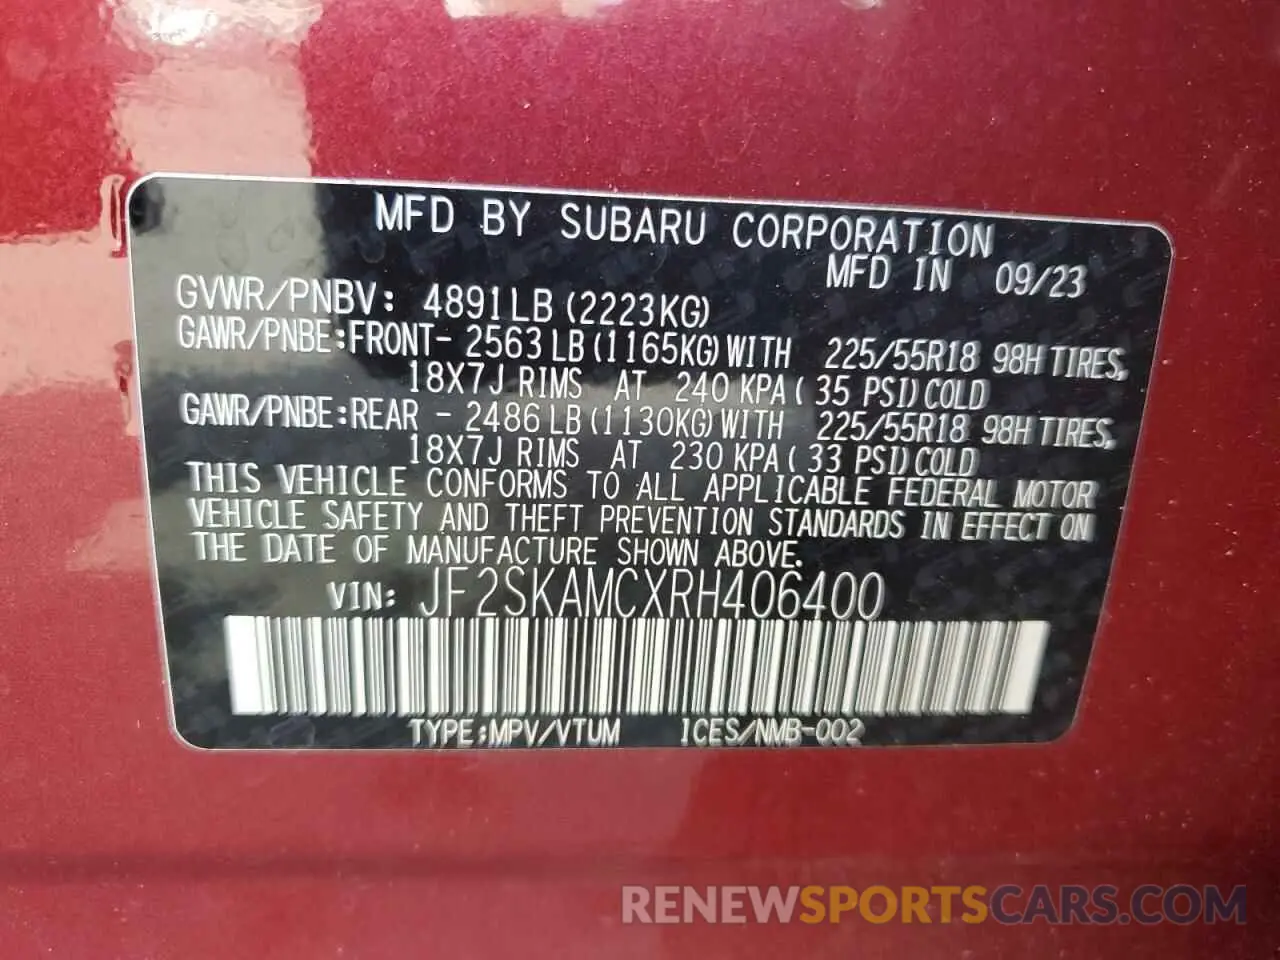 MFD BY SUBARU CORPORATION
MFD IN 09/23
GVWR/PNBV: 4891LB (2223KG)
GAWR/PNBE:FRONT- 2563LB(1165KG)WITH 225/55R18 98H TIRES,
18X7J RIMS AT 240 KPA( 35 PSI)COLD
GAWR/PNBE:REAR - 2486LB(1130KG)WITH 225/55R18 98H TIRES,
18X7J RIMS AT 230 KPA( 33 PSI)COLD
THIS VEHICLE CONFORMS TO ALL APPLICABLE FEDERAL MOTOR
VEHICLE SAFETY AND THEFT PREVENTION STANDARDS IN EFFECT ON
THE DATE OF MANUFACTURE SHOWN ABOVE.
VIN: JF2SKAMCXRH406400
TYPE:MPV/VTUM ICES/NMB-002
RENEWSPORTSCARS.COM